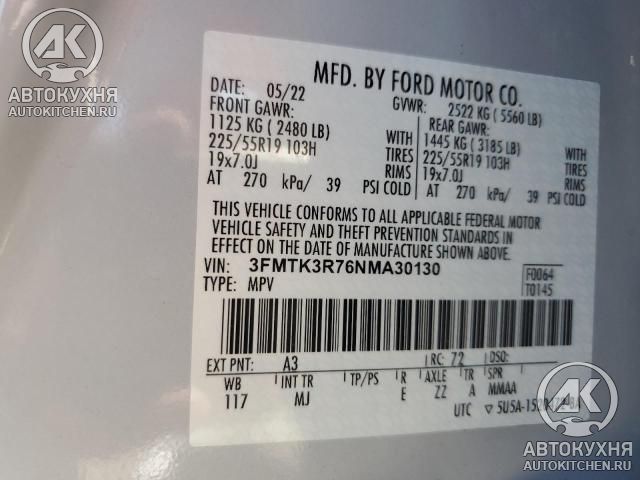 АК
АВТОКУХНЯ
AUTOKITCHEN.RU
MFD. BY FORD MOTOR CO.
DATE: 05/22 GVWR: 2522 KG ( 5560 LB)
FRONT GAWR: REAR GAWR:
1125 KG ( 2480 LB) WITH 1445 KG ( 3185 LB) WITH
225/55R19 103H TIRES 225/55R19 103H TIRES
19x7.0J RIMS 19x7.0J RIMS
AT 270 kPa/ 39 PSI COLD AT 270 kPa/ 39 PSI COLD
THIS VEHICLE CONFORMS TO ALL APPLICABLE FEDERAL MOTOR
VEHICLE SAFETY AND THEFT PREVENTION STANDARDS IN
EFFECT ON THE DATE OF MANUFACTURE SHOWN ABOVE.
VIN: 3FMTK3R76NMA30130 F0064
TYPE: MPV T0145
EXT PNT: A3 RC: 72 DSO:
WB INT TR TP/PS R AXLE TR SPR
117 MJ E ZZ A MMAA
UTC
АК
АВТОКУХНЯ
AUTOKITCHEN.RU